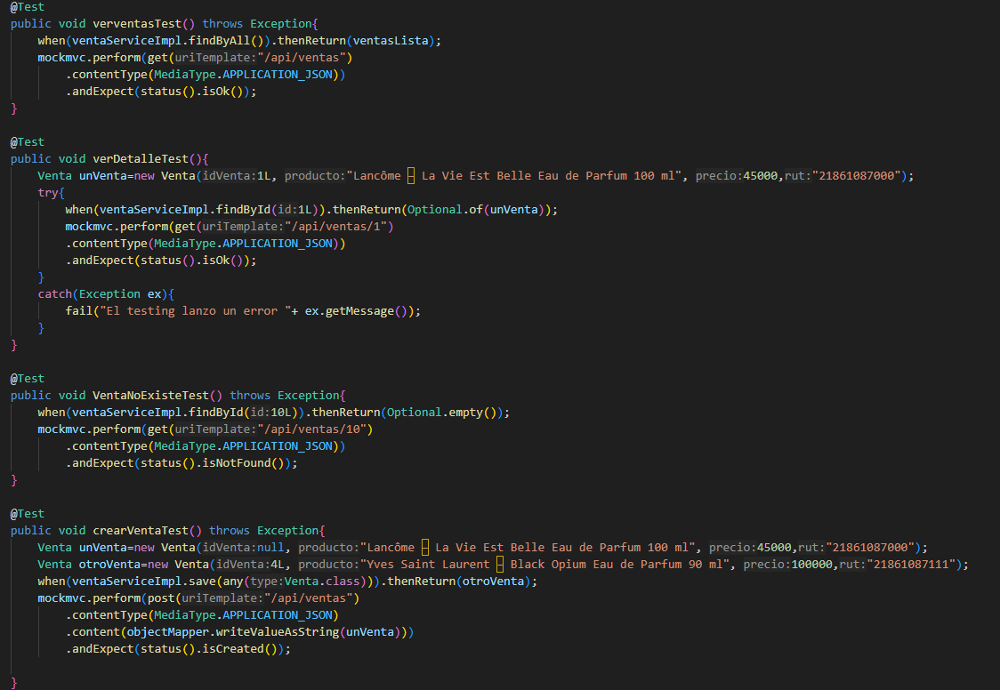 @Test
public void verventasTest() throws Exception{
    when(ventaServiceImpl.findByAll()).thenReturn(ventasLista);
    mockmvc.perform(get(uriTemplate:"/api/ventas")
        .contentType(MediaType.APPLICATION_JSON))
        .andExpect(status().isOk());
}
@Test
public void verDetalleTest(){
    Venta unVenta=new Venta(idVenta:1L, producto:"Lancôme – La Vie Est Belle Eau de Parfum 100 ml", precio:45000,rut:"21861087000");
    try{
        when(ventaServiceImpl.findById(id:1L)).thenReturn(Optional.of(unVenta));
        mockmvc.perform(get(uriTemplate:"/api/ventas/1")
        .contentType(MediaType.APPLICATION_JSON))
        .andExpect(status().isOk());
    }
    catch(Exception ex){
        fail("El testing lanzo un error "+ ex.getMessage());
    }
}
@Test
public void VentaNoExisteTest() throws Exception{
    when(ventaServiceImpl.findById(id:10L)).thenReturn(Optional.empty());
    mockmvc.perform(get(uriTemplate:"/api/ventas/10")
        .contentType(MediaType.APPLICATION_JSON))
        .andExpect(status().isNotFound());
}
@Test
public void crearVentaTest() throws Exception{
    Venta unVenta=new Venta(idVenta:null, producto:"Lancôme – La Vie Est Belle Eau de Parfum 100 ml", precio:45000,rut:"21861087000");
    Venta otroVenta=new Venta(idVenta:4L, producto:"Yves Saint Laurent – Black Opium Eau de Parfum 90 ml", precio:100000,rut:"21861087111");
    when(ventaServiceImpl.save(any(type:Venta.class))).thenReturn(otroVenta);
    mockmvc.perform(post(uriTemplate:"/api/ventas")
        .contentType(MediaType.APPLICATION_JSON)
        .content(objectMapper.writeValueAsString(unVenta)))
        .andExpect(status().isCreated());
}